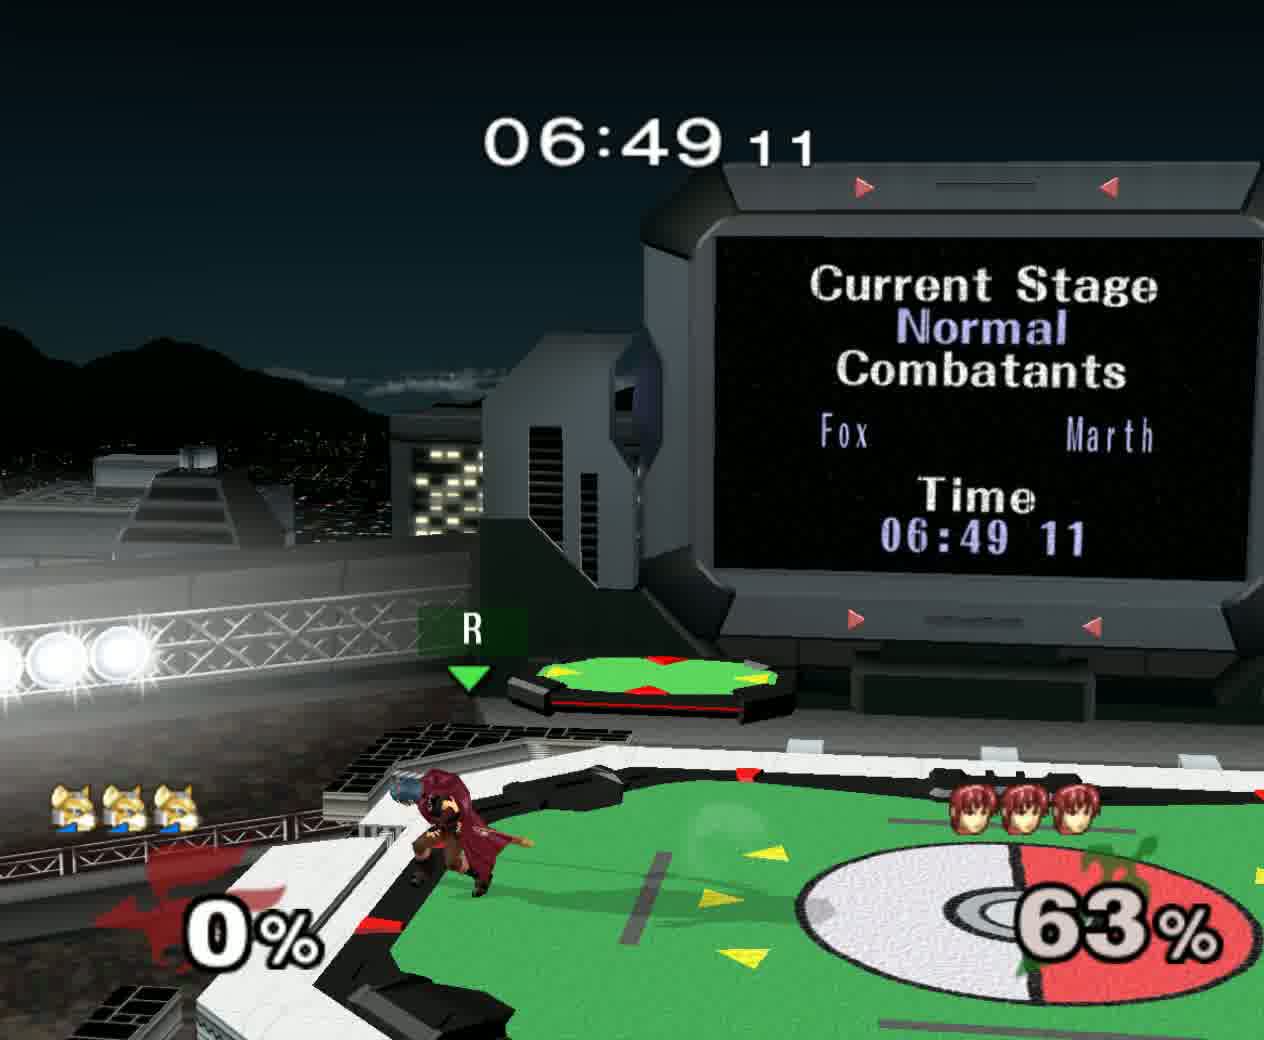 06:49 11
Current Stage
Normal
Combatants
Fox Marth
Time
06:49 11
R
0% 63%